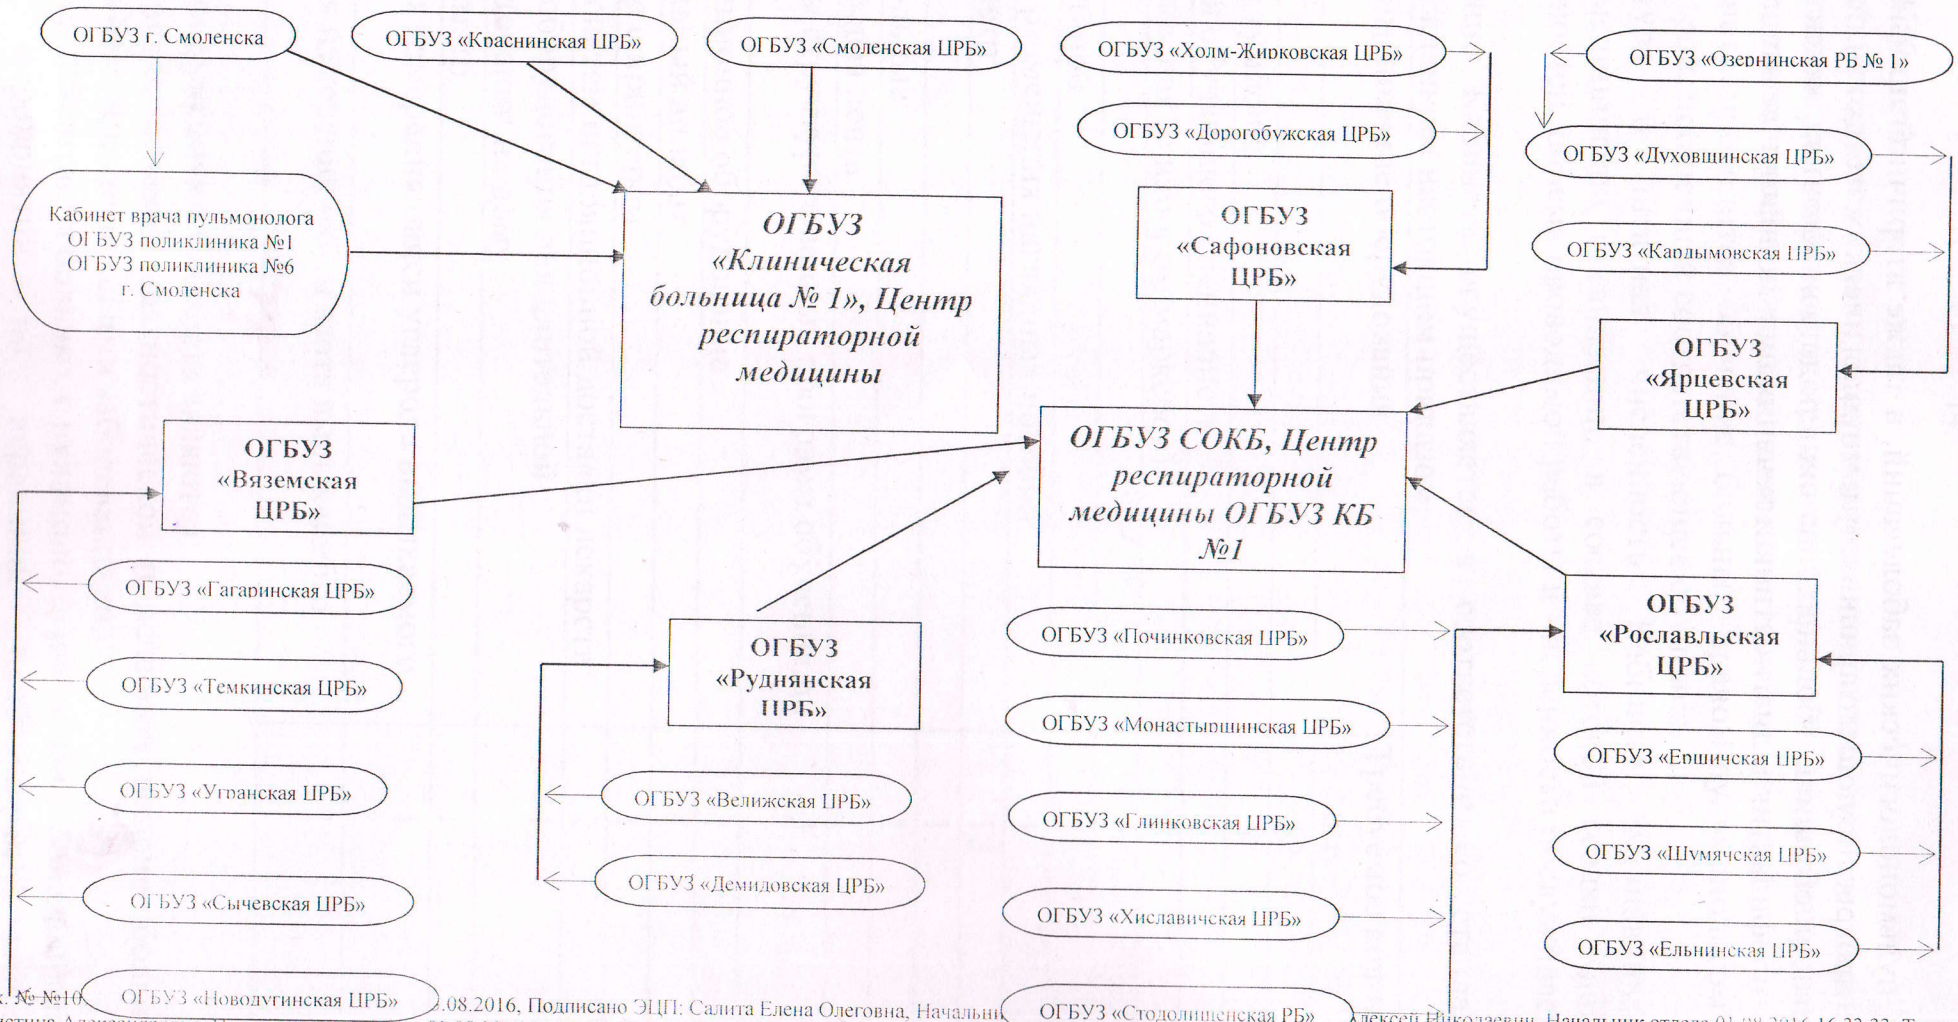 ОГБУЗ г. Смоленска
ОГБУЗ «Краснинская ЦРБ»
ОГБУЗ «Смоленская ЦРБ»
ОГБУЗ «Холм-Жирковская ЦРБ»
ОГБУЗ «Озернинская РБ № 1»
ОГБУЗ «Дорогобужская ЦРБ»
ОГБУЗ «Духовщинская ЦРБ»
Кабинет врача пульмонолога
ОГБУЗ поликлиника №1
ОГБУЗ поликлиника №6
г. Смоленска
ОГБУЗ
«Клиническая
больница № 1», Центр
респираторной
медицины
ОГБУЗ
«Сафоновская
ЦРБ»
ОГБУЗ «Кардымовская ЦРБ»
ОГБУЗ
«Ярцевская
ЦРБ»
ОГБУЗ
«Вяземская
ЦРБ»
ОГБУЗ СОКБ, Центр
респираторной
медицины ОГБУЗ КБ
№1
ОГБУЗ «Гагаринская ЦРБ»
ОГБУЗ «Темкинская ЦРБ»
ОГБУЗ «Угранская ЦРБ»
ОГБУЗ «Сычевская ЦРБ»
ОГБУЗ «Новодугинская ЦРБ»
ОГБУЗ
«Руднянская
ЦРБ»
ОГБУЗ «Велижская ЦРБ»
ОГБУЗ «Демидовская ЦРБ»
ОГБУЗ «Починковская ЦРБ»
ОГБУЗ «Монастырщинская ЦРБ»
ОГБУЗ «Глинковская ЦРБ»
ОГБУЗ «Хиславичская ЦРБ»
ОГБУЗ «Стодолищенская РБ»
ОГБУЗ
«Рославльская
ЦРБ»
ОГБУЗ «Ершичская ЦРБ»
ОГБУЗ «Шумячская ЦРБ»
ОГБУЗ «Ельнинская ЦРБ»
№ №10
.08.2016, Подписано ЭЦП: Салита Елена Олеговна, Начальник
Алексей Николаевич, Начальник отдела 01.08.2016